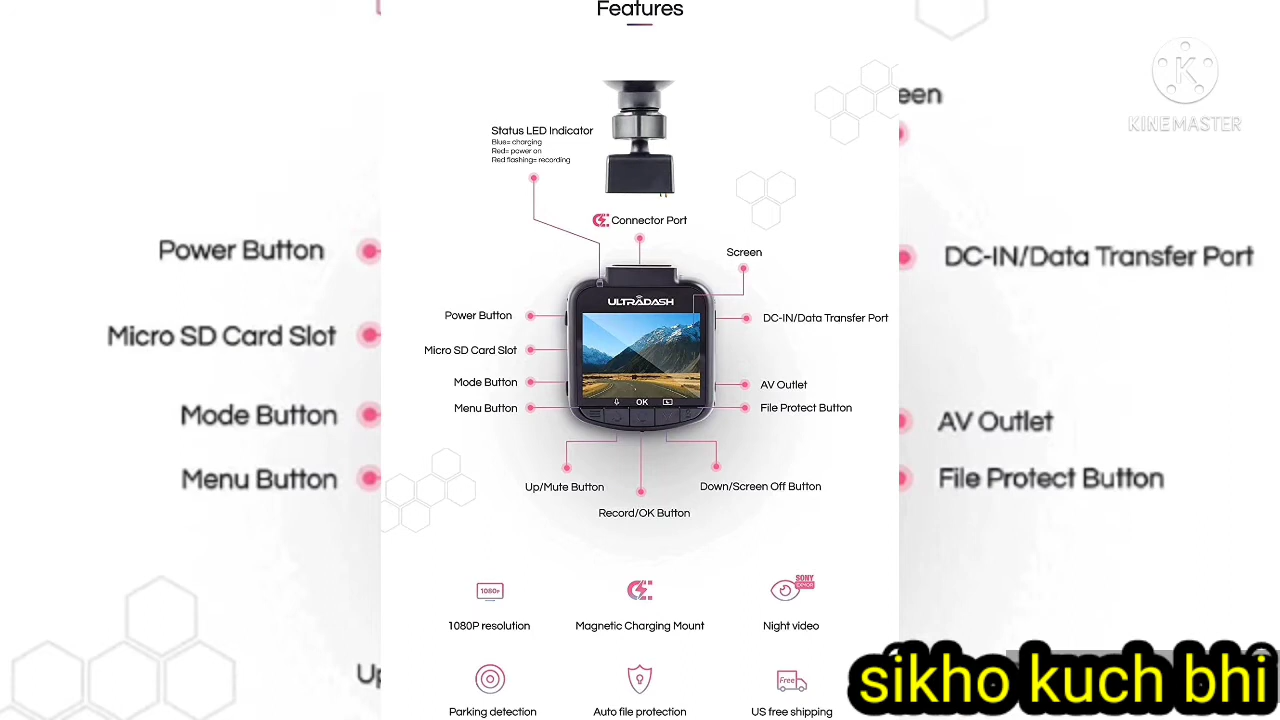 Features
KINEMASTER
Status LED Indicator
Blue= charging
Red= power on
Red flashing= recording
Connector Port
Screen
ULTRADASH
Power Button
DC-IN/Data Transfer Port
Micro SD Card Slot
Mode Button
AV Outlet
Menu Button
File Protect Button
OK
Up/Mute Button
Down/Screen Off Button
Record/OK Button
1080P
SONY
1080P resolution
Magnetic Charging Mount
Night video
Free
Parking detection
Auto file protection
US free shipping
Power Button
Micro SD Card Slot
Mode Button
Menu Button
Up
een
DC-IN/Data Transfer Port
AV Outlet
File Protect Button
sikho kuch bhi